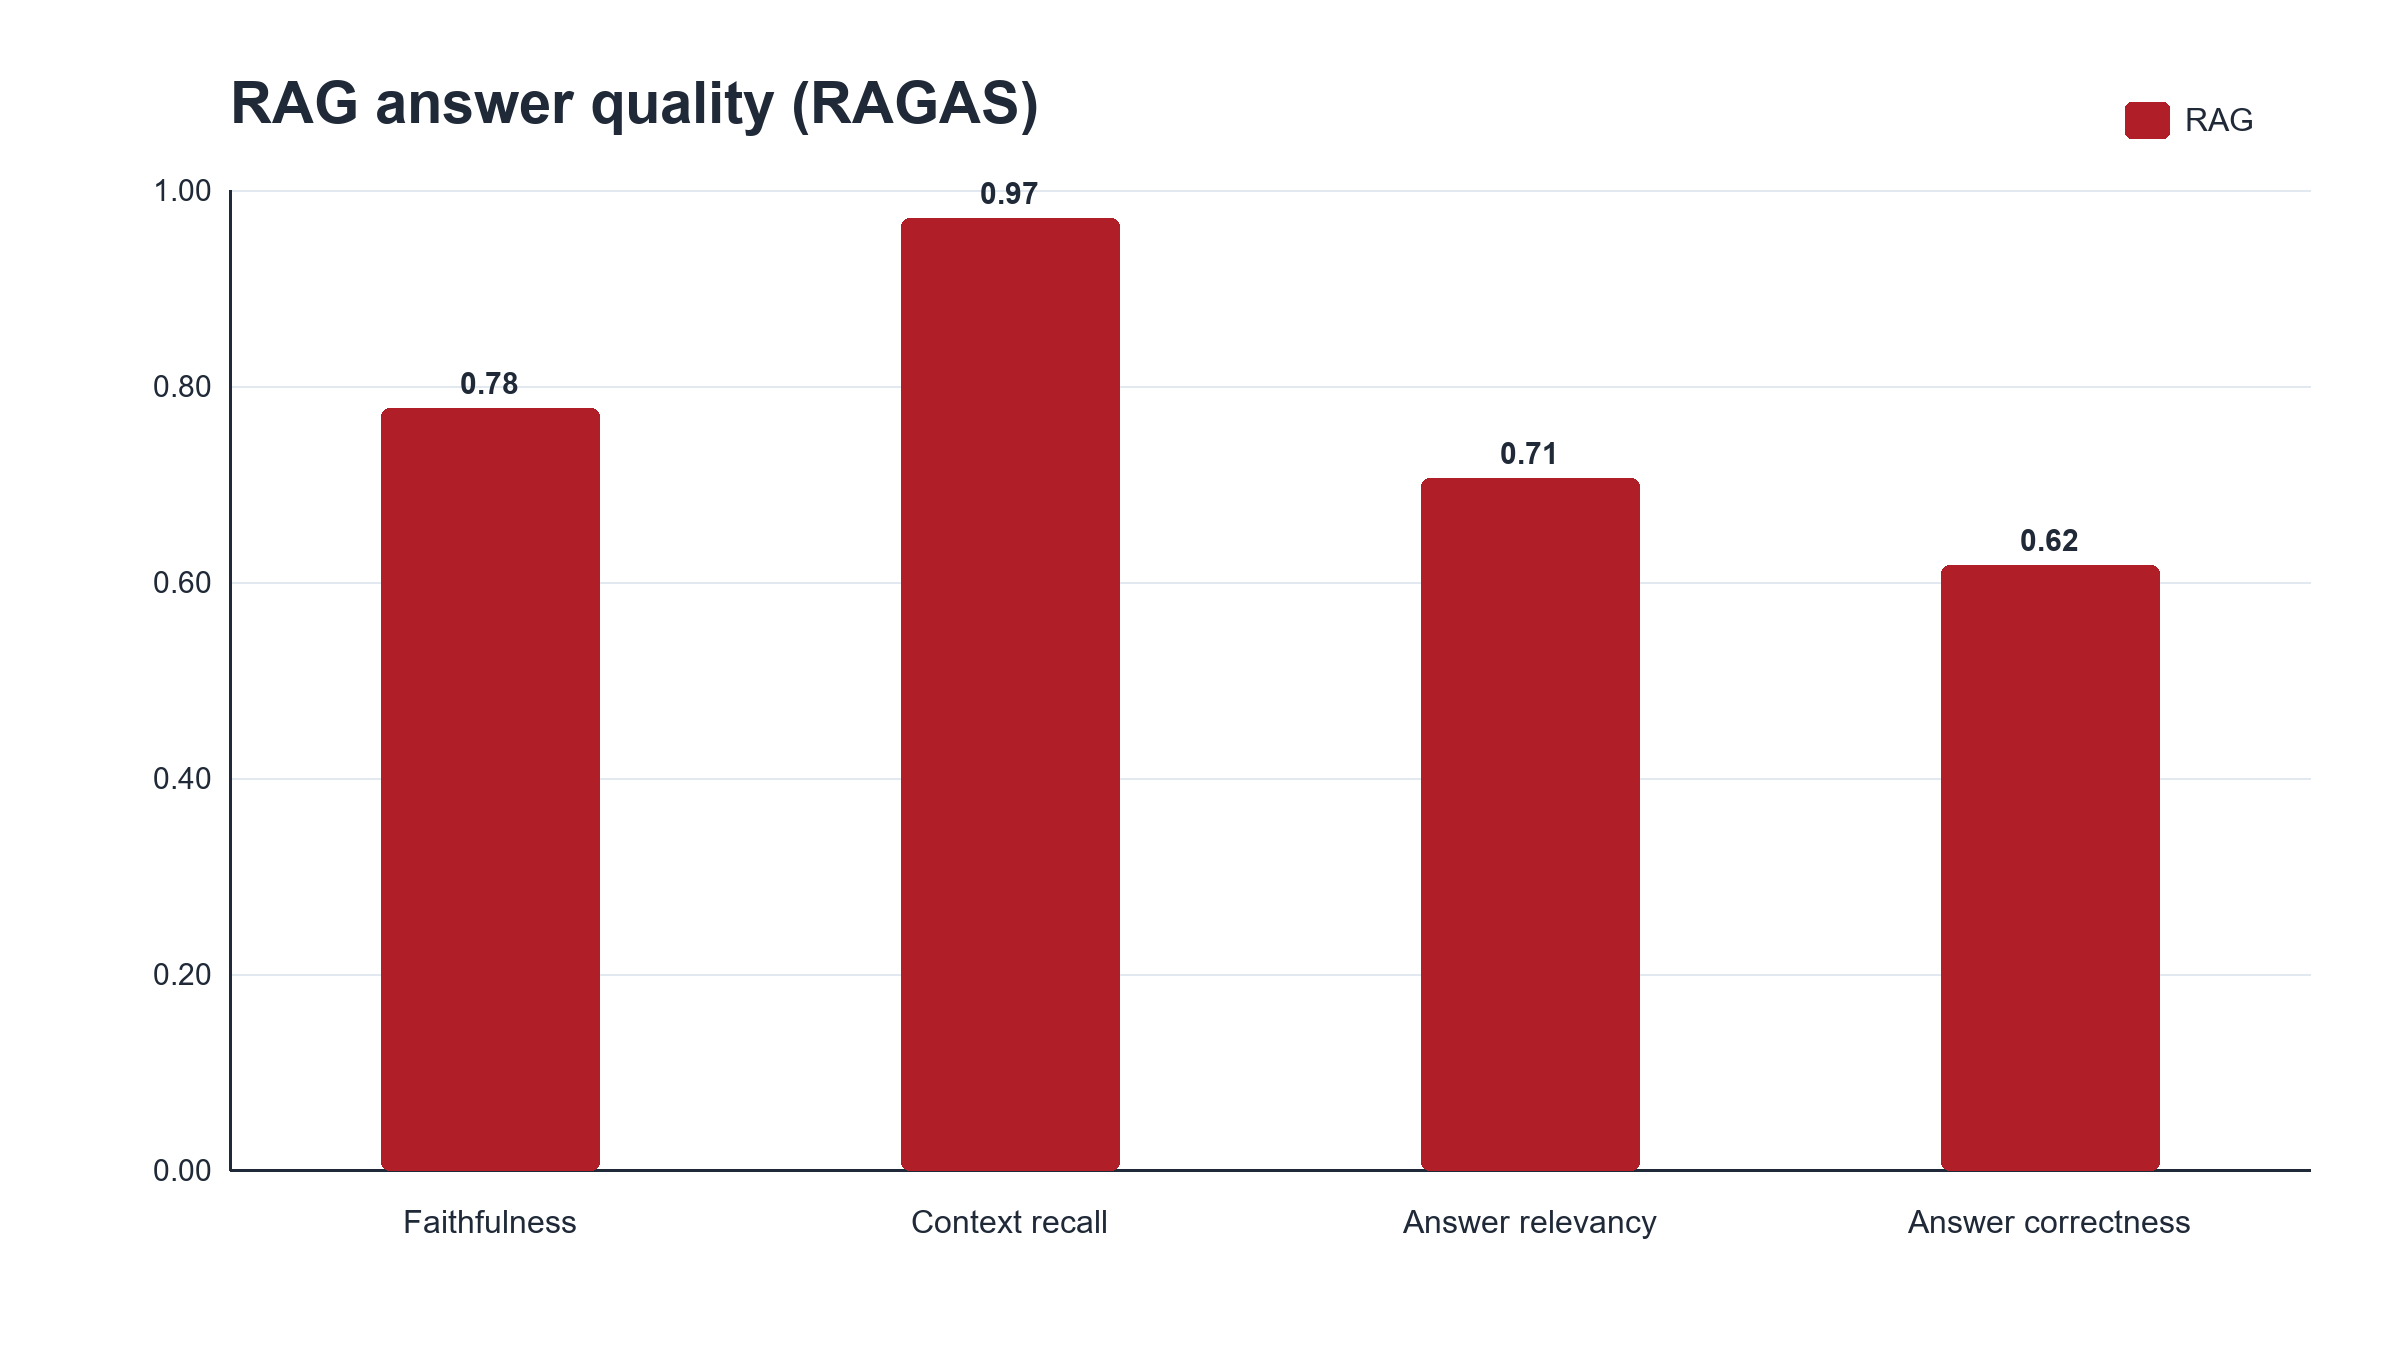 RAG answer quality (RAGAS)
RAG
1.00
0.97
0.80
0.78
0.71
0.62
0.60
0.40
0.20
0.00
Faithfulness
Context recall
Answer relevancy
Answer correctness